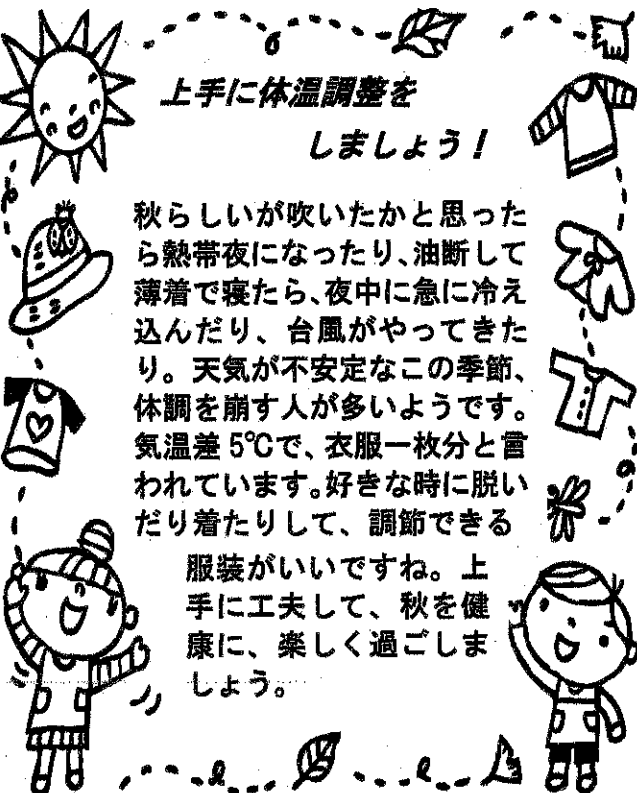 上手に体温調整を
しましょう！
秋らしいが吹いたかと思った
ら熱帯夜になったり、油断して
薄着で寝たら、夜中に急に冷え
込んだり、台風がやってきた
り。天気が不安定なこの季節、
体調を崩す人が多いようです。
気温差5℃で、衣服一枚分と言
われています。好きな時に脱い
だり着たりして、調節できる
服装がいいですね。上
手に工夫して、秋を健
康に、楽しく過ごしま
しょう。